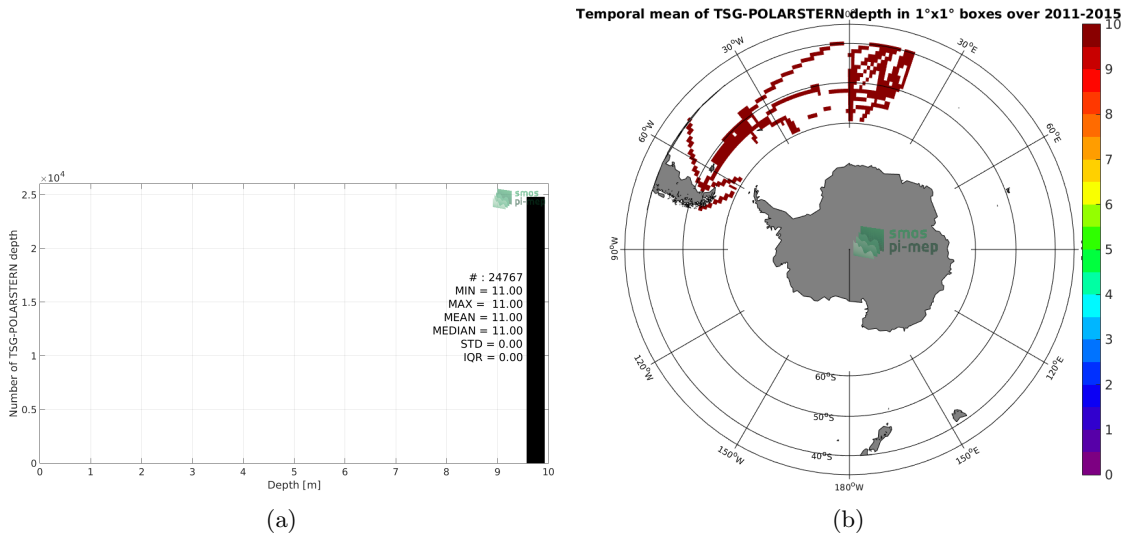 Temporal mean of TSG-POLARSTERN depth in 1°x1° boxes over 2011-2015
×10⁴
2.5
2
1.5
1
0.5
0
Number of TSG-POLARSTERN depth
smos
pi-mep
# : 24767
MIN = 11.00
MAX = 11.00
MEAN = 11.00
MEDIAN = 11.00
STD = 0.00
IQR = 0.00
0 1 2 3 4 5 6 7 8 9 10
Depth [m]
(a)
0°
30°W
30°E
60°W
60°E
90°W
120°W
120°E
150°W
150°E
180°W
60°S
50°S
40°S
smos
pi-mep
10
9
8
7
6
5
4
3
2
1
0
(b)